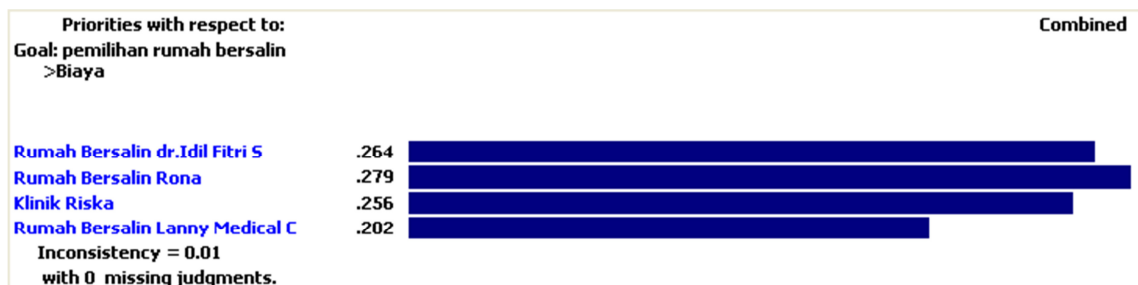 Priorities with respect to: Combined
Goal: pemilihan rumah bersalin
>Biaya
Rumah Bersalin dr.Idil Fitri S .264
Rumah Bersalin Rona .279
Klinik Riska .256
Rumah Bersalin Lanny Medical C .202
Inconsistency = 0.01
with 0 missing judgments.